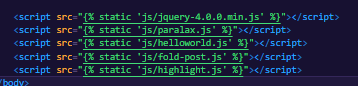 <script src="{% static 'js/jquery-4.0.0.min.js' %}"></script>
<script src="{% static 'js/paralax.js' %}"></script>
<script src="{% static 'js/helloworld.js' %}"></script>
<script src="{% static 'js/fold-post.js' %}"></script>
<script src="{% static 'js/highlight.js' %}"></script>
/body>